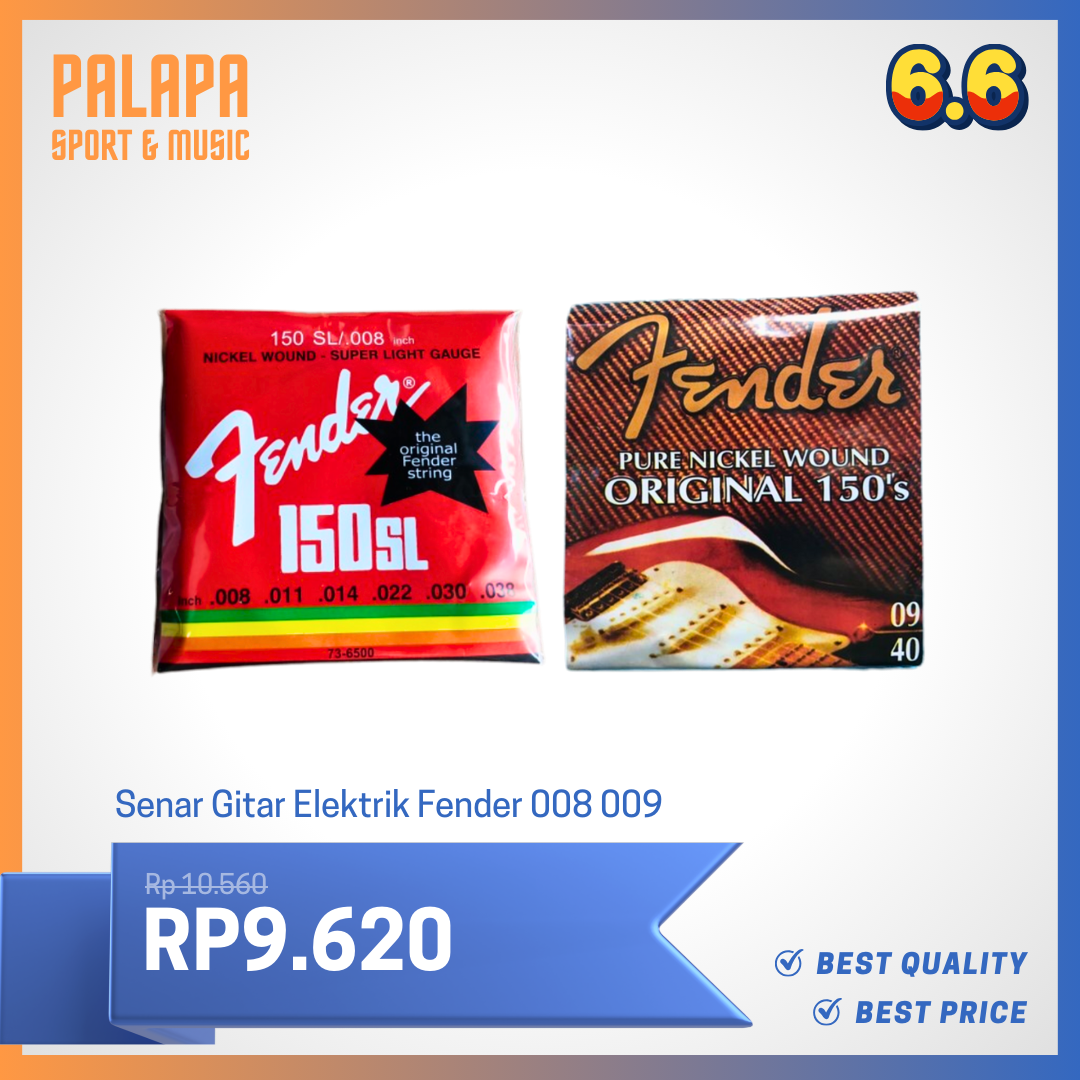 PALAPA
SPORT & MUSIC
6.6
150 SL/.008 inch
NICKEL WOUND - SUPER LIGHT GAUGE
Fender®
the
original
Fender
string
150SL
inch .008 .011 .014 .022 .030 .038
73-6500
Fender®
PURE NICKEL WOUND
ORIGINAL 150's
09
40
Senar Gitar Elektrik Fender 008 009
Rp 10.560
RP9.620
BEST QUALITY
BEST PRICE